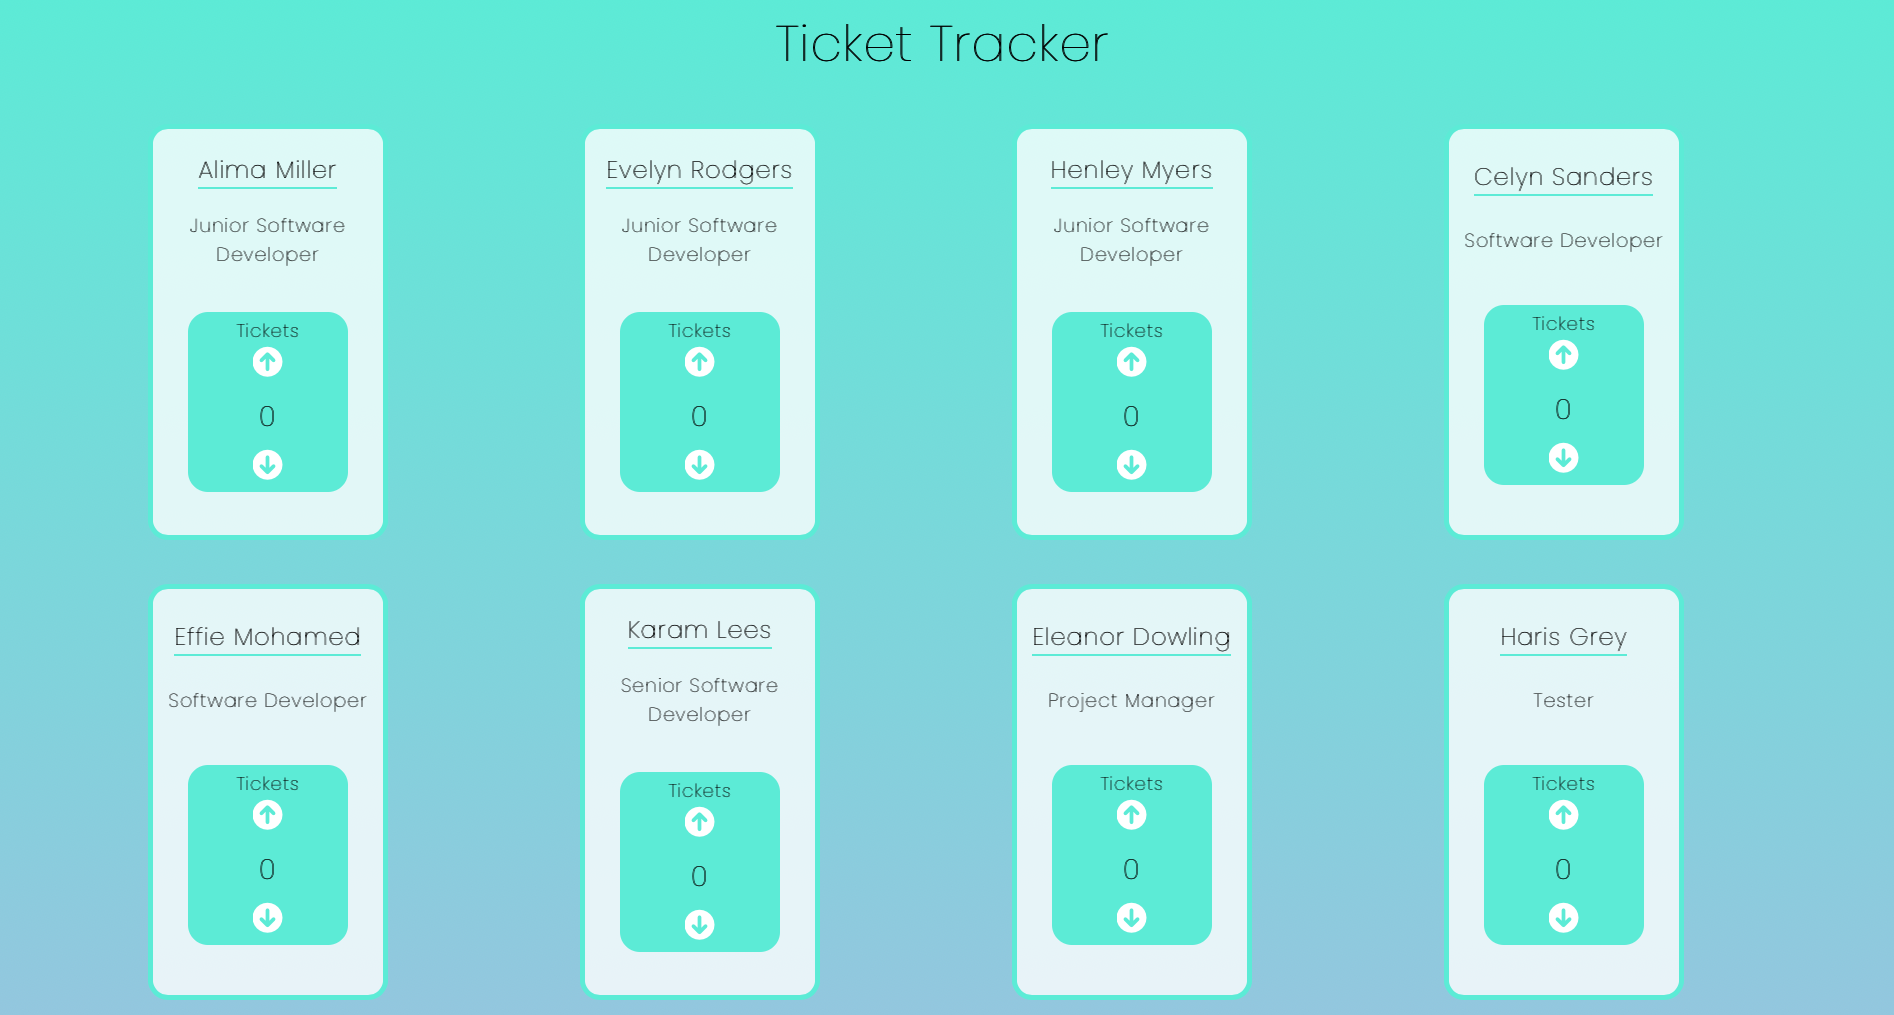 Ticket Tracker
Alima Miller
Junior Software
Developer
Tickets
0
Evelyn Rodgers
Junior Software
Developer
Tickets
0
Henley Myers
Junior Software
Developer
Tickets
0
Celyn Sanders
Software Developer
Tickets
0
Effie Mohamed
Software Developer
Tickets
0
Karam Lees
Senior Software
Developer
Tickets
0
Eleanor Dowling
Project Manager
Tickets
0
Haris Grey
Tester
Tickets
0